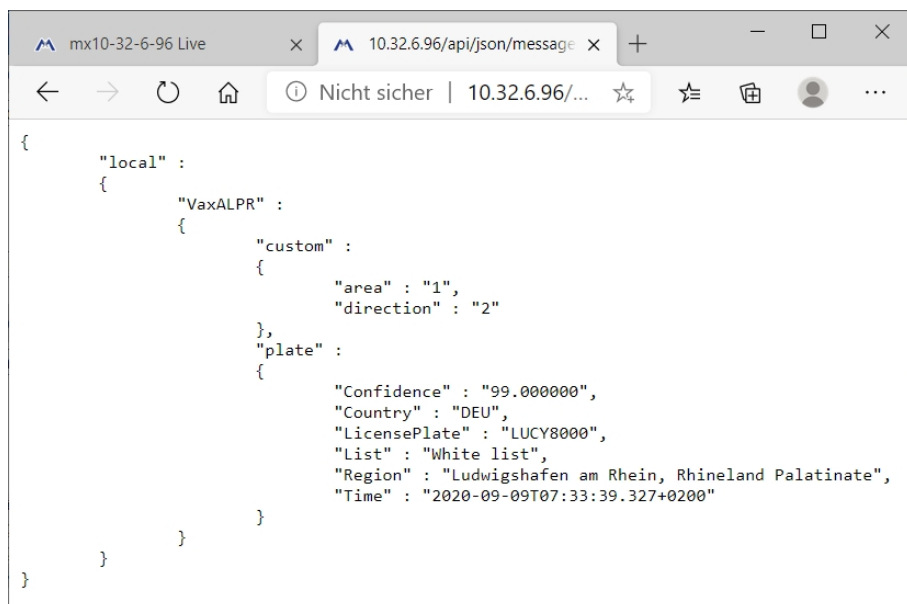 mx10-32-6-96 Live
10.32.6.96/api/json/message
Nicht sicher | 10.32.6.96/...
{
"local" :
{
"VaxALPR" :
{
"custom" :
{
"area" : "1",
"direction" : "2"
},
"plate" :
{
"Confidence" : "99.000000",
"Country" : "DEU",
"LicensePlate" : "LUCY8000",
"List" : "White list",
"Region" : "Ludwigshafen am Rhein, Rhineland Palatinate",
"Time" : "2020-09-09T07:33:39.327+0200"
}
}
}
}